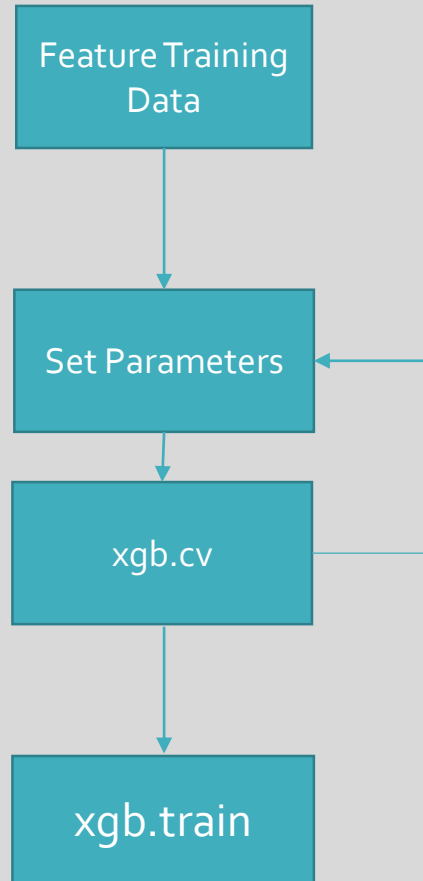 Feature Training
Data
Set Parameters
xgb.cv
xgb.train